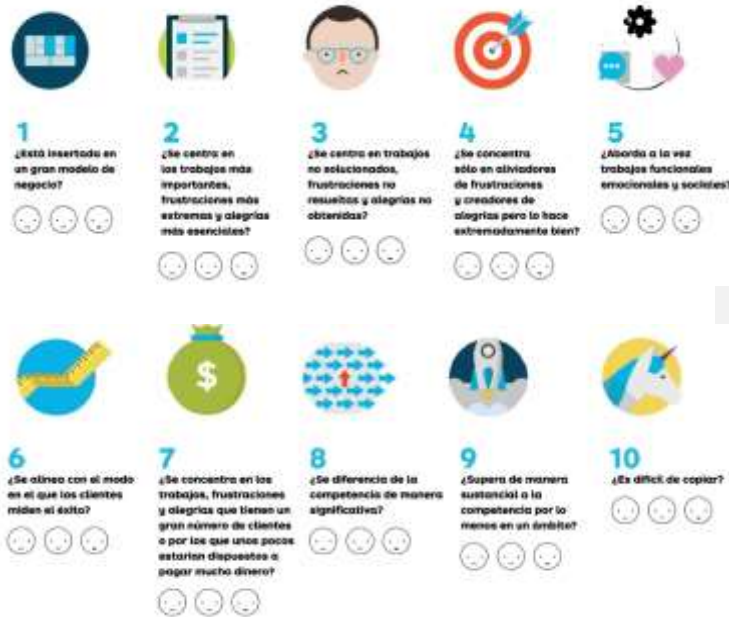 1
¿Está insertada en
un gran modelo de
negocio?
2
¿Se centra en
los trabajos más
importantes,
frustraciones más
extremas y alegrías
más esenciales?
3
¿Se centra en trabajos
no solucionados,
frustraciones no
resueltas y alegrías no
obtenidas?
4
¿Se concentra
sólo en aliviadores
de frustraciones
y creadores de
alegrías pero lo hace
extremadamente bien?
5
¿Aborda a la vez
trabajos funcionales
emocionales y sociales?
$
6
¿Se alinea con el modo
en el que los clientes
miden el éxito?
7
¿Se concentra en los
trabajos, frustraciones
y alegrías que tienen un
gran número de clientes
o por los que unos pocos
estarían dispuestos a
pagar mucho dinero?
8
¿Se diferencia de la
competencia de manera
significativa?
9
¿Supera de manera
sustancial a la
competencia por lo
menos en un ámbito?
10
¿Es difícil de copiar?